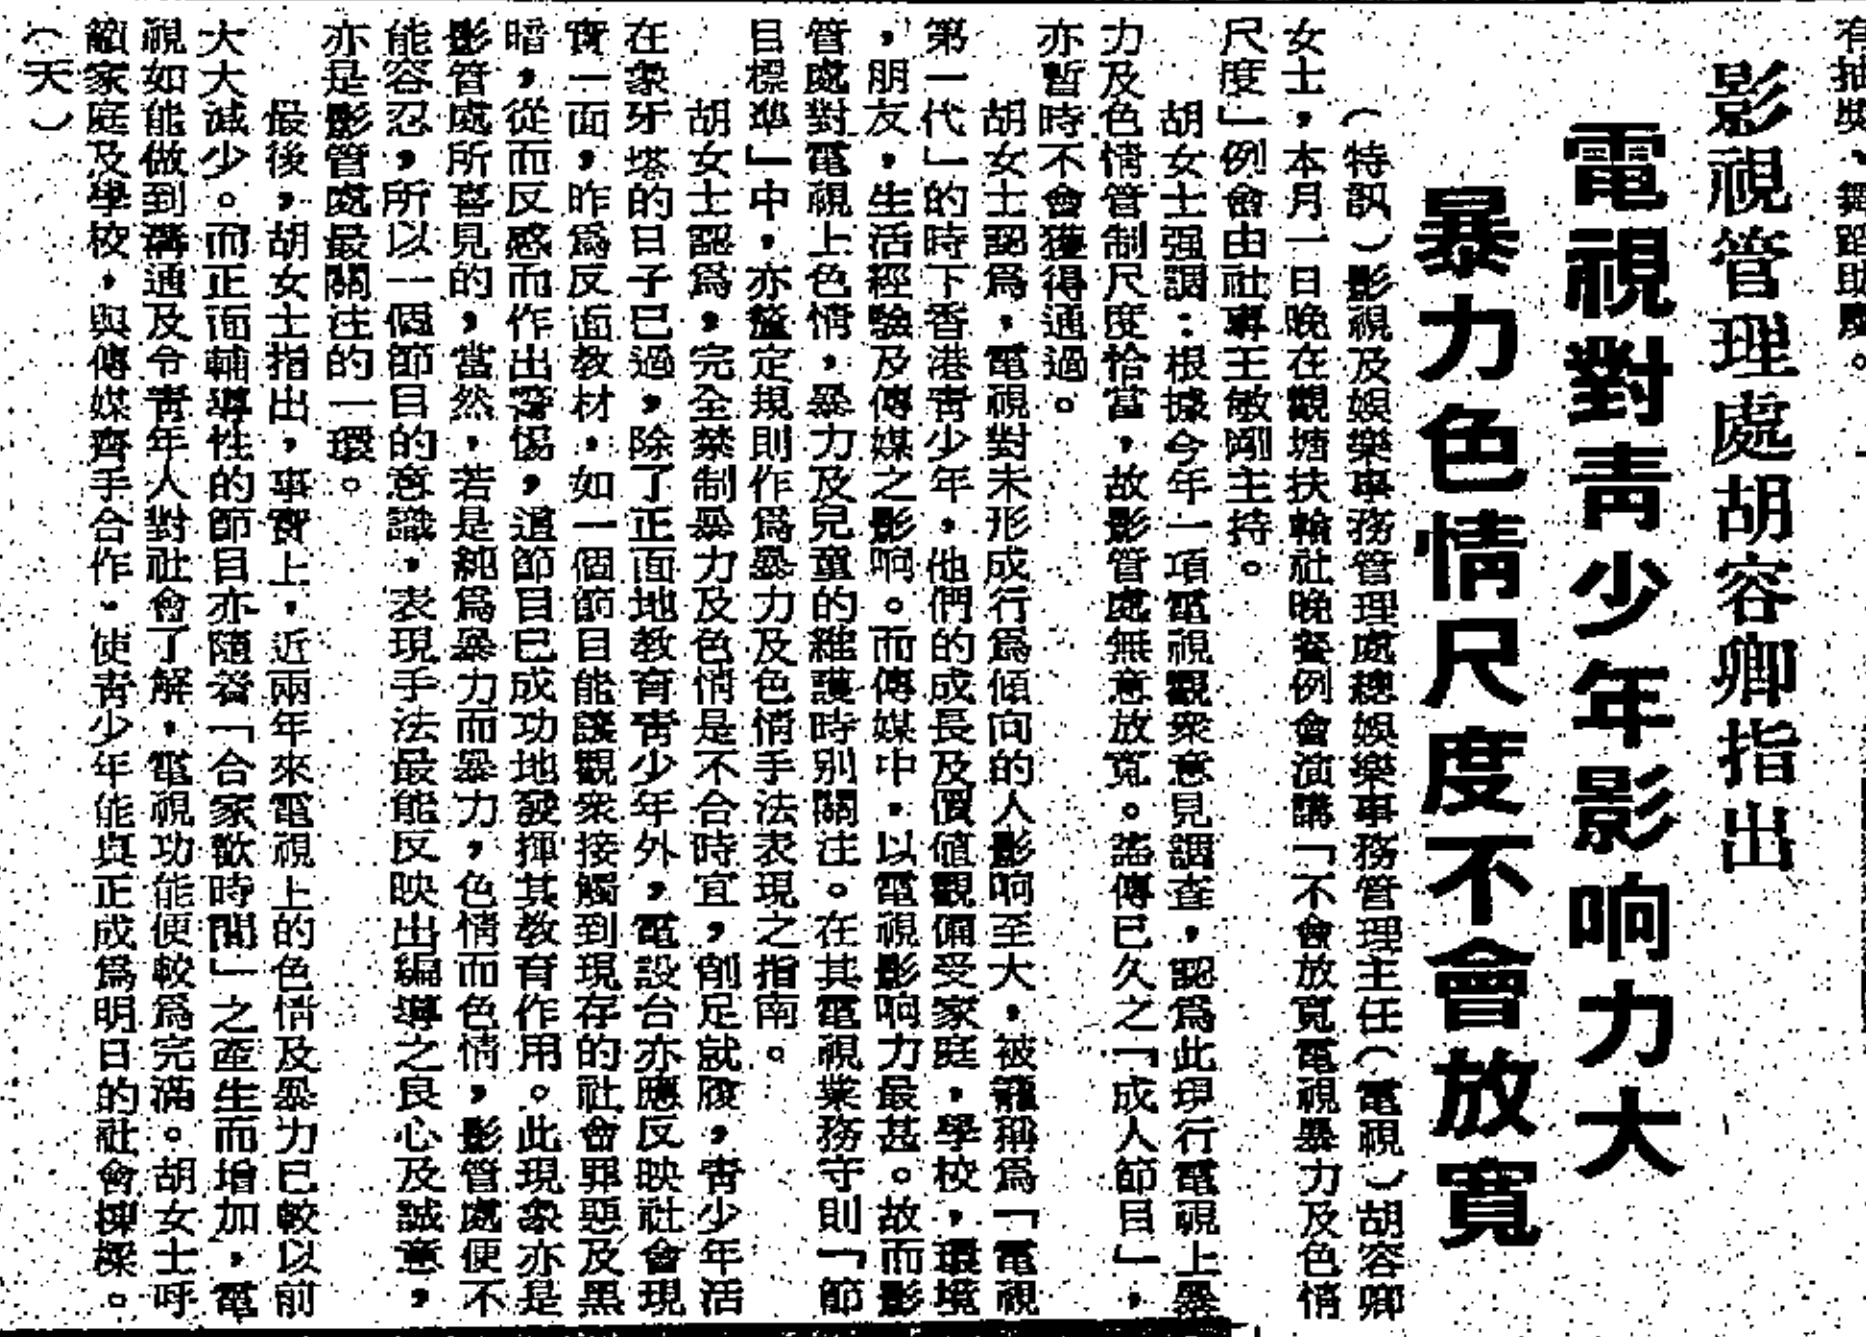 有抽獎、舞蹈助慶。
影視管理處胡容卿指出
電視對青少年影响力大
暴力色情尺度不會放寬
（特訊）影視及娛樂事務管理處總娛樂事務管理主任（電視）胡容卿
女士，本月一日晚在觀塘扶輪社晚餐例會演講「不會放寬電視暴力及色情
尺度」例會由社長王敏剛主持。
胡女士强調：根據今年一項電視觀衆意見調查，認爲此現行電視上暴
力及色情管制尺度恰當，故影管處無意放寬。謠傳已久之「成人節目」，
亦暫時不會獲得通過。
胡女士認爲，電視對未形成行爲傾向的人影响至大，被籠稱爲「電視
第一代」的時下香港青少年，他們的成長及價値觀備受家庭，學校，環境
，朋友，生活經驗及傳媒之影响。而傳媒中，以電視影响力最甚。故而影
管處對電視上色情，暴力及兒童的維護時別關注。在其電視業務守則「節
目標準」中，亦釐定規則作爲暴力及色情手法表現之指南。
胡女士認爲，完全禁制暴力及色情是不合時宜，削足就履，青少年活
在象牙塔的日子已過，除了正面地教育青少年外，電設台亦應反映社會現
實一面，昨爲反面教材，如一個節目能讓觀衆接觸到現存的社會罪惡及黑
暗，從而反感而作出警惕，這節目已成功地發揮其教育作用。此現象亦是
影管處所喜見的，當然，若是純爲暴力而暴力，色情而色情，影管處便不
能容忍，所以一個節目的意識，表現手法最能反映出編導之良心及誠意，
亦是影管處最關注的一環。
最後，胡女士指出，事實上，近兩年來電視上的色情及暴力已較以前
大大減少。而正面輔導性的節目亦隨着「合家歡時間」之產生而增加，電
視如能做到溝通及令青年人對社會了解，電視功能便較爲完滿。胡女士呼
籲家庭及學校，與傳媒齊手合作，使青少年能眞正成爲明日的社會棟樑。
（天）